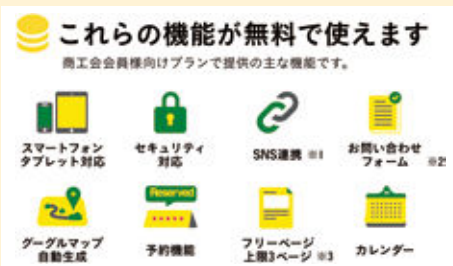 これらの機能が無料で使えます
商工会会員様向けプランで提供の主な機能です。
スマートフォン
タブレット対応
セキュリティ
対応
SNS連携 ※1
お問い合わせ
フォーム ※2
グーグルマップ
自動生成
Reserved
予約機能
フリーページ
上限3ページ ※3
カレンダー